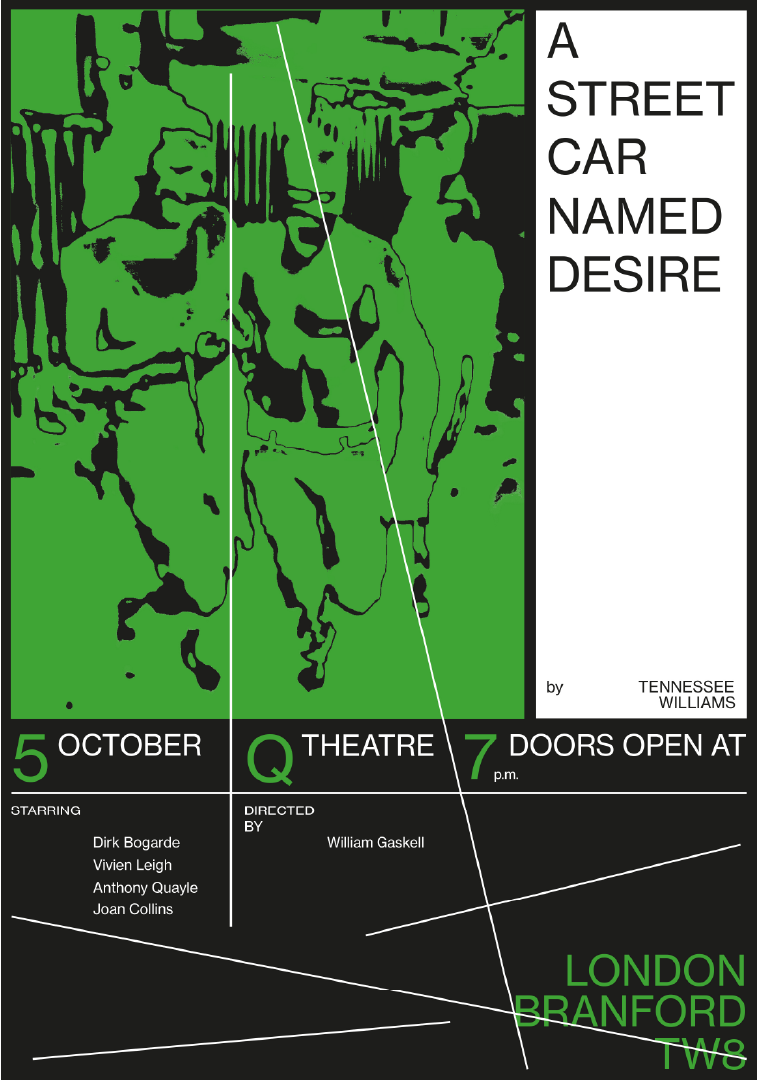 A
STREET
CAR
NAMED
DESIRE
by TENNESSEE
WILLIAMS
5 OCTOBER
Q THEATRE
7 DOORS OPEN AT
p.m.
STARRING
Dirk Bogarde
Vivien Leigh
Anthony Quayle
Joan Collins
DIRECTED
BY
William Gaskell
LONDON
BRANFORD
TW8